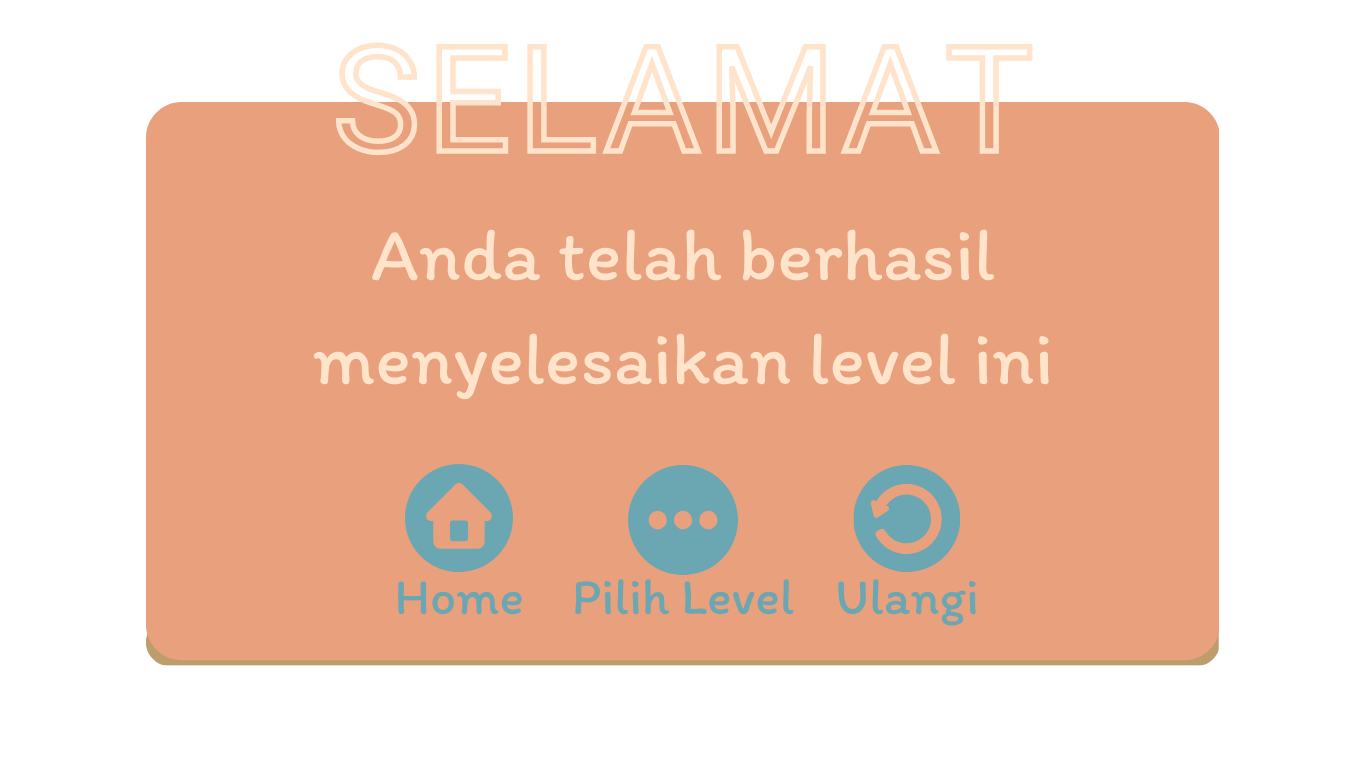 SELAMAT
Anda telah berhasil
menyelesaikan level ini
Home Pilih Level Ulangi